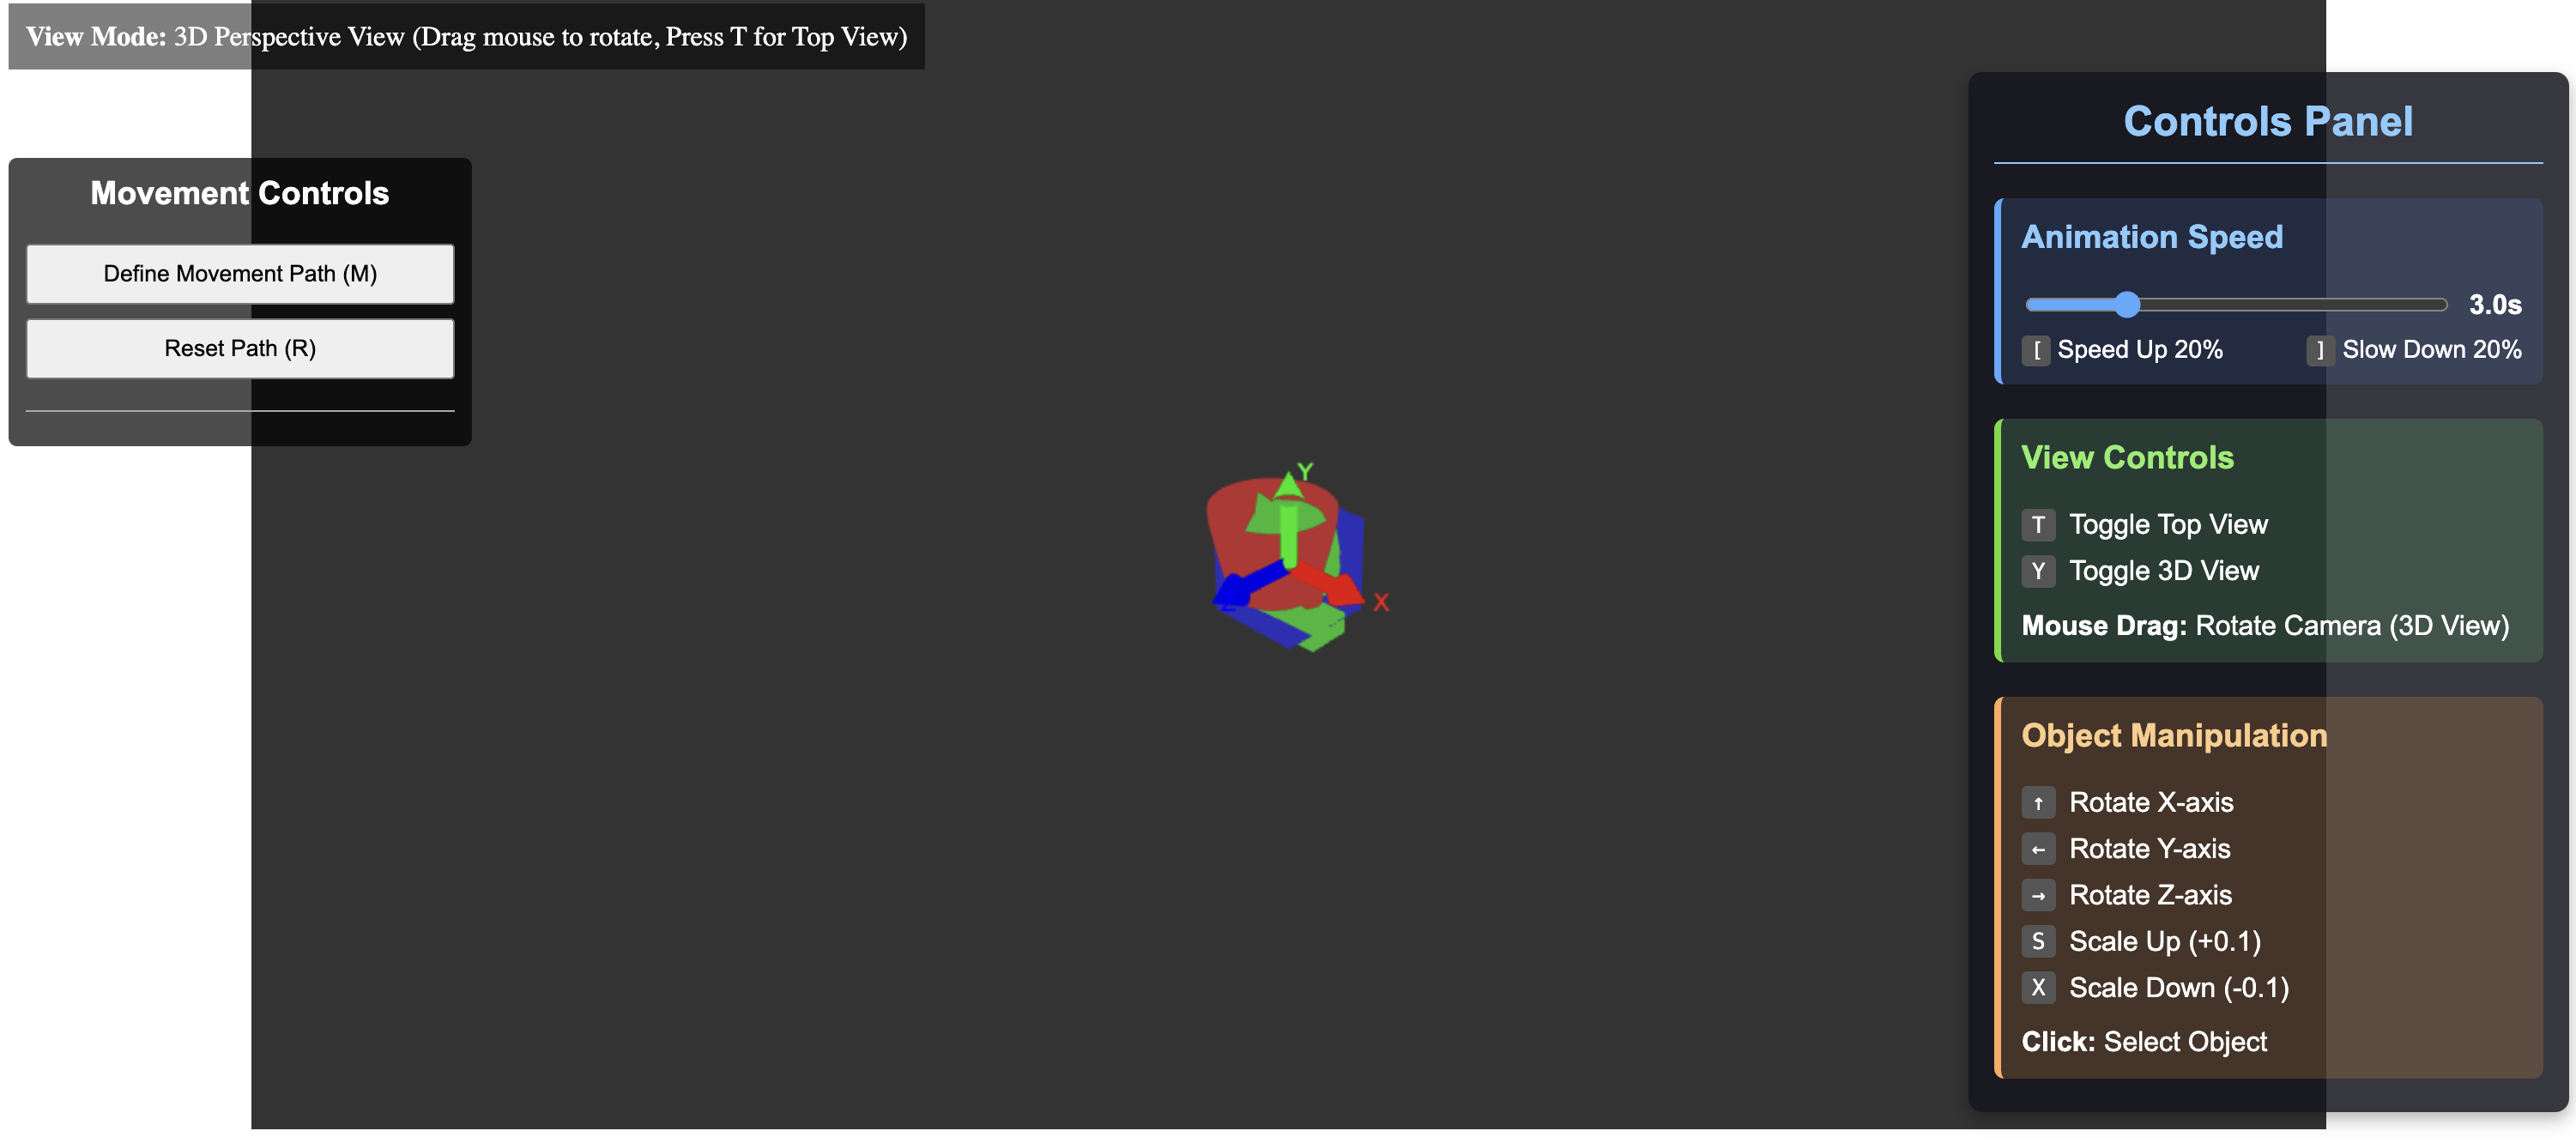 View Mode: 3D Perspective View (Drag mouse to rotate, Press T for Top View)
Movement Controls
Define Movement Path (M)
Reset Path (R)
Y
Z
X
Controls Panel
Animation Speed
3.0s
[ Speed Up 20%
] Slow Down 20%
View Controls
T Toggle Top View
Y Toggle 3D View
Mouse Drag: Rotate Camera (3D View)
Object Manipulation
↑ Rotate X-axis
← Rotate Y-axis
→ Rotate Z-axis
S Scale Up (+0.1)
X Scale Down (-0.1)
Click: Select Object